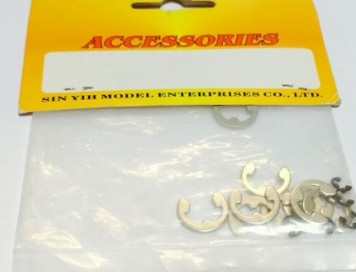 ACCESSORIES
SIN YIH MODEL ENTERPRISES CO., LTD.